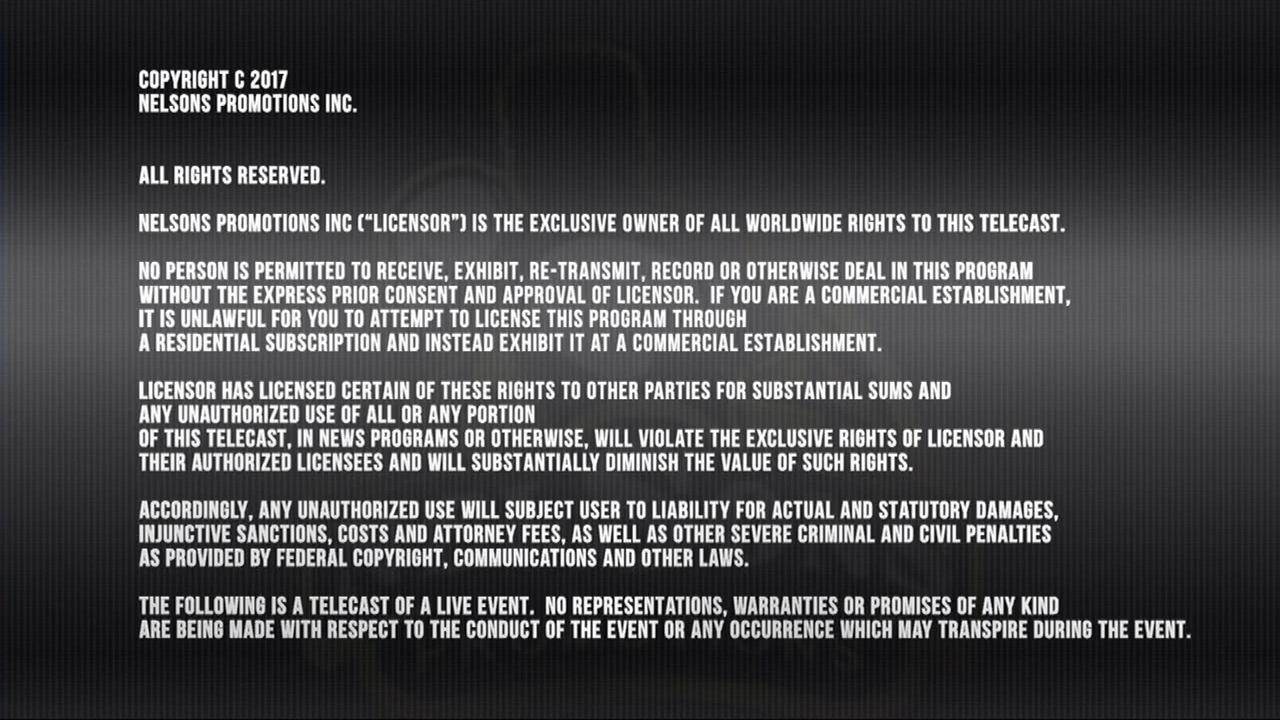 COPYRIGHT C 2017
NELSONS PROMOTIONS INC.
ALL RIGHTS RESERVED.
NELSONS PROMOTIONS INC (“LICENSOR”) IS THE EXCLUSIVE OWNER OF ALL WORLDWIDE RIGHTS TO THIS TELECAST.
NO PERSON IS PERMITTED TO RECEIVE, EXHIBIT, RE-TRANSMIT, RECORD OR OTHERWISE DEAL IN THIS PROGRAM
WITHOUT THE EXPRESS PRIOR CONSENT AND APPROVAL OF LICENSOR.  IF YOU ARE A COMMERCIAL ESTABLISHMENT,
IT IS UNLAWFUL FOR YOU TO ATTEMPT TO LICENSE THIS PROGRAM THROUGH
A RESIDENTIAL SUBSCRIPTION AND INSTEAD EXHIBIT IT AT A COMMERCIAL ESTABLISHMENT.
LICENSOR HAS LICENSED CERTAIN OF THESE RIGHTS TO OTHER PARTIES FOR SUBSTANTIAL SUMS AND
ANY UNAUTHORIZED USE OF ALL OR ANY PORTION
OF THIS TELECAST, IN NEWS PROGRAMS OR OTHERWISE, WILL VIOLATE THE EXCLUSIVE RIGHTS OF LICENSOR AND
THEIR AUTHORIZED LICENSEES AND WILL SUBSTANTIALLY DIMINISH THE VALUE OF SUCH RIGHTS.
ACCORDINGLY, ANY UNAUTHORIZED USE WILL SUBJECT USER TO LIABILITY FOR ACTUAL AND STATUTORY DAMAGES,
INJUNCTIVE SANCTIONS, COSTS AND ATTORNEY FEES, AS WELL AS OTHER SEVERE CRIMINAL AND CIVIL PENALTIES
AS PROVIDED BY FEDERAL COPYRIGHT, COMMUNICATIONS AND OTHER LAWS.
THE FOLLOWING IS A TELECAST OF A LIVE EVENT.  NO REPRESENTATIONS, WARRANTIES OR PROMISES OF ANY KIND
ARE BEING MADE WITH RESPECT TO THE CONDUCT OF THE EVENT OR ANY OCCURRENCE WHICH MAY TRANSPIRE DURING THE EVENT.